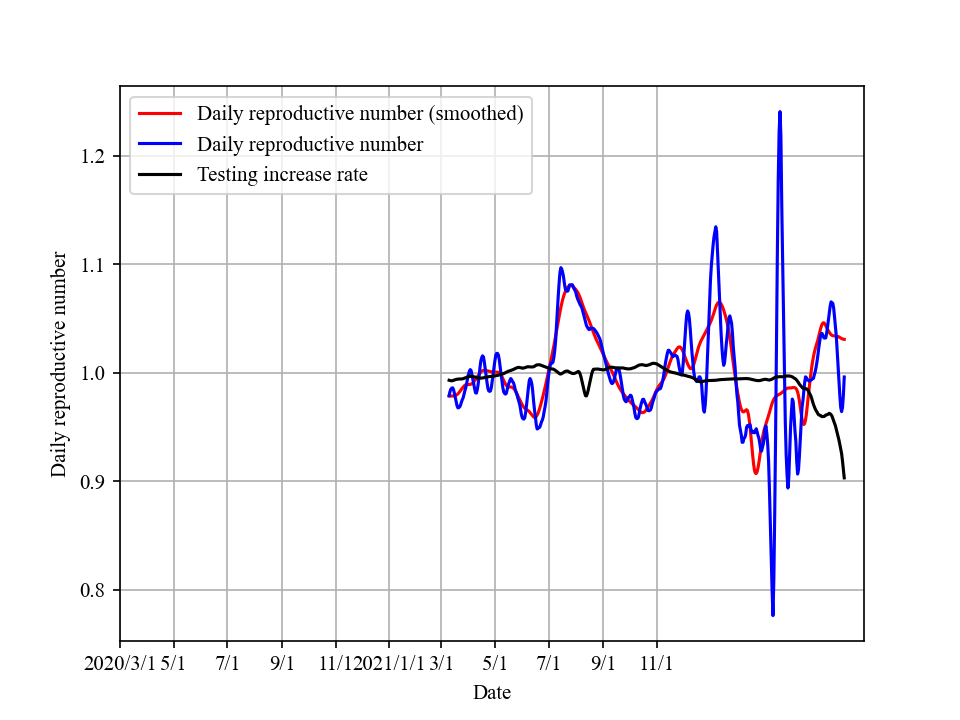 Daily reproductive number (smoothed)
Daily reproductive number
Testing increase rate
Daily reproductive number
1.2
1.1
1.0
0.9
0.8
2020/3/1 5/1 7/1 9/1 11/1 2021/1/1 3/1 5/1 7/1 9/1 11/1
Date